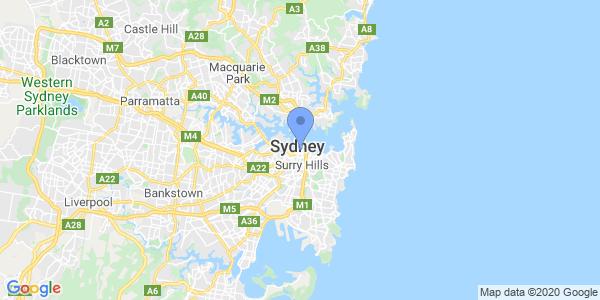 A3
A8
A2
Castle Hill
A28
A38
M7
Blacktown
Macquarie
Park
Western
Sydney
Parklands
A40
M2
Parramatta
M4
Sydney
A22
Surry Hills
A22
Bankstown
Liverpool
M1
M5
A36
A28
A6
Google
Map data ©2020 Google